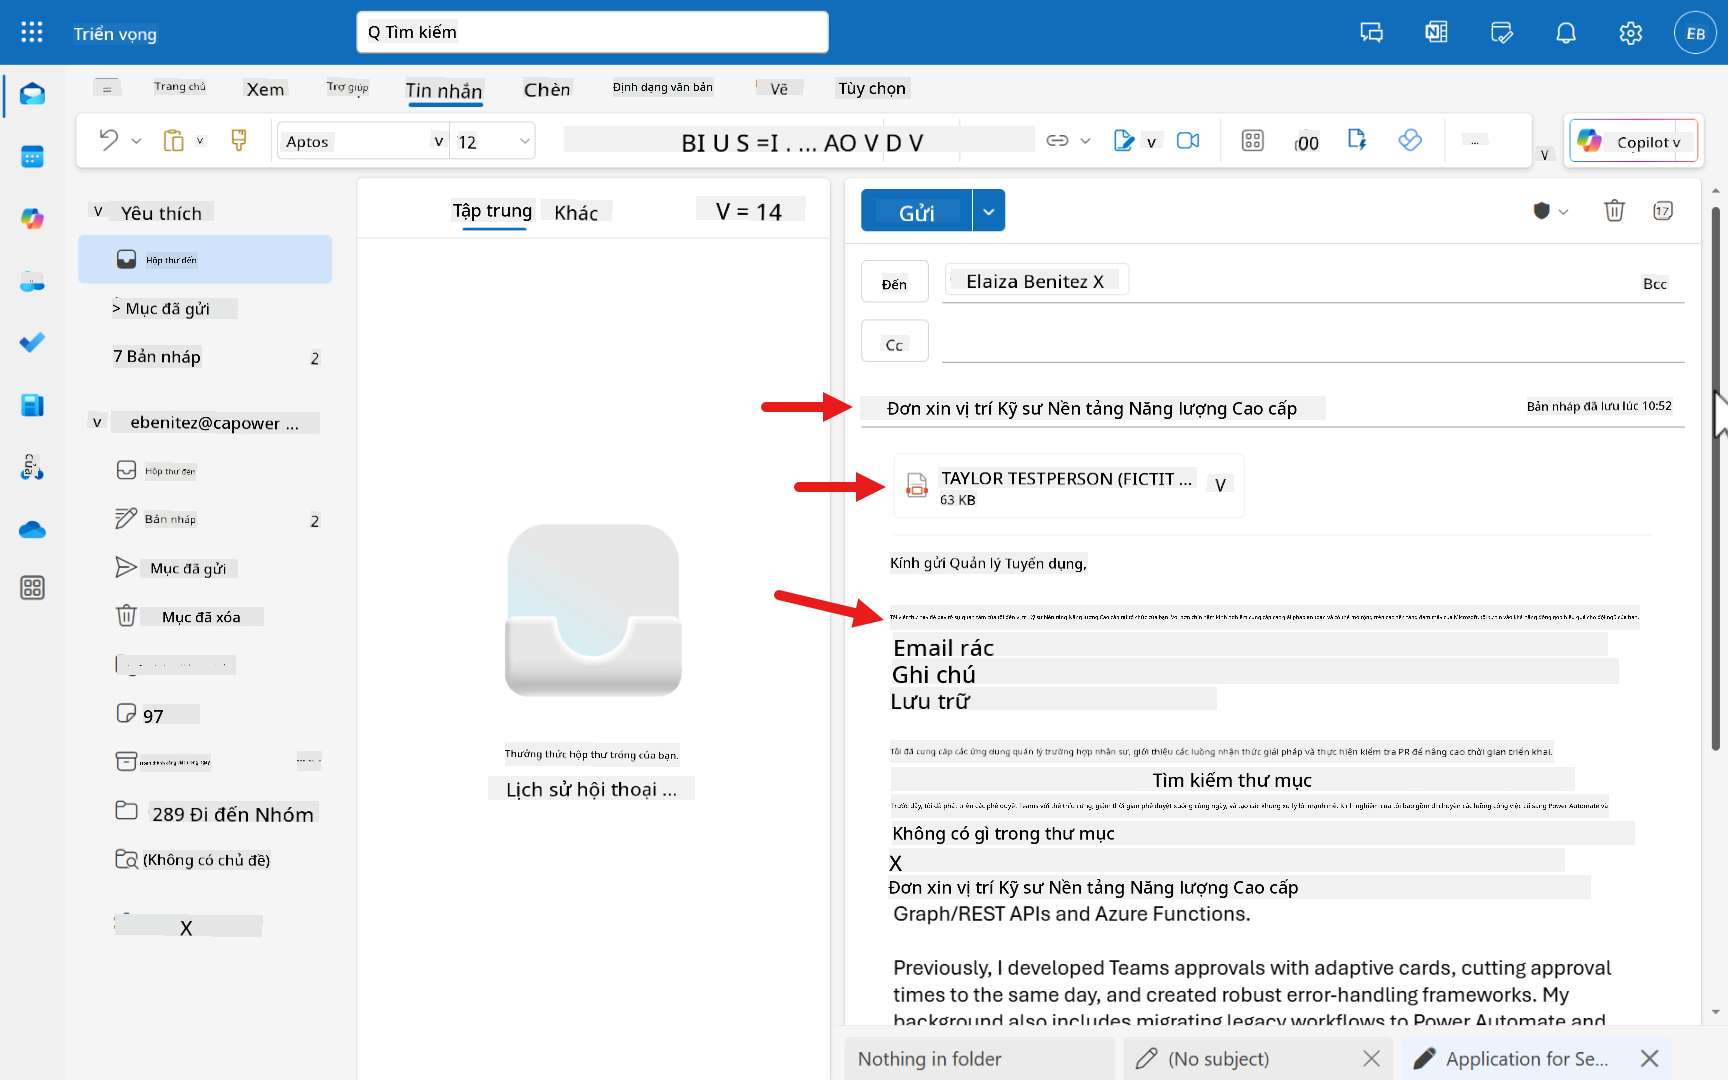 Triển vọng
Q Tìm kiếm
EB
Trang chủ
Xem
Trợ giúp
Tin nhắn
Chèn
Định dạng văn bản
Vẽ
Tùy chọn
Aptos v 12
BI U S =I . ... AO V D V
v
00
...
v
Copilot v
v Yêu thích
Hộp thư đến
> Mục đã gửi
7 Bản nháp 2
v ebenitez@capower ...
Hộp thư đến
Bản nháp 2
Mục đã gửi
Mục đã xóa
97
289 Đi đến Nhóm
(Không có chủ đề)
X
Tập trung
Khác
V = 14
Thưởng thức hộp thư trống của bạn.
Lịch sử hội thoại ...
Gửi
17
Đến
Elaiza Benitez X
Bcc
Cc
Đơn xin vị trí Kỹ sư Nền tảng Năng lượng Cao cấp
Bản nháp đã lưu lúc 10:52
TAYLOR TESTPERSON (FICTIT ... V
63 KB
Kính gửi Quản lý Tuyển dụng,
Email rác
Ghi chú
Lưu trữ
Tôi đã cung cấp các ứng dụng quản lý trường hợp nhân sự, giới thiệu các luồng nhận thức giải pháp và thực hiện kiểm tra PR để nâng cao thời gian triển khai.
Tìm kiếm thư mục
Không có gì trong thư mục
X
Đơn xin vị trí Kỹ sư Nền tảng Năng lượng Cao cấp
Graph/REST APIs and Azure Functions.
Previously, I developed Teams approvals with adaptive cards, cutting approval
times to the same day, and created robust error-handling frameworks. My
background also includes migrating legacy workflows to Power Automate and
Nothing in folder
(No subject)
Application for Se...